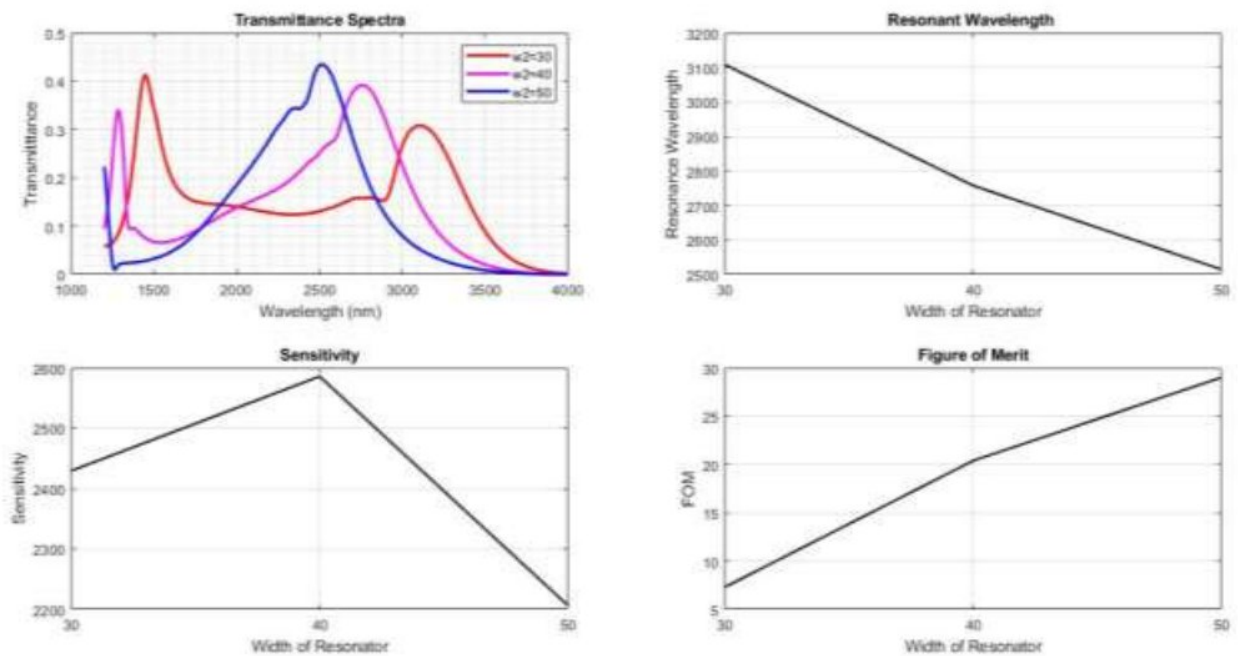 Transmittance Spectra
0.5
0.4
0.3
0.2
0.1
0
Transmittance
w2=30
w2=40
w2=50
1000 1500 2000 2500 3000 3500 4000
Wavelength (nm)
Resonant Wavelength
3200
3100
3000
2900
2800
2700
2600
2500
Resonance Wavelength
30 40 50
Width of Resonator
Sensitivity
2600
2500
2400
2300
2200
Sensitivity
30 40 50
Width of Resonator
Figure of Merit
30
25
20
15
10
5
FOM
30 40 50
Width of Resonator